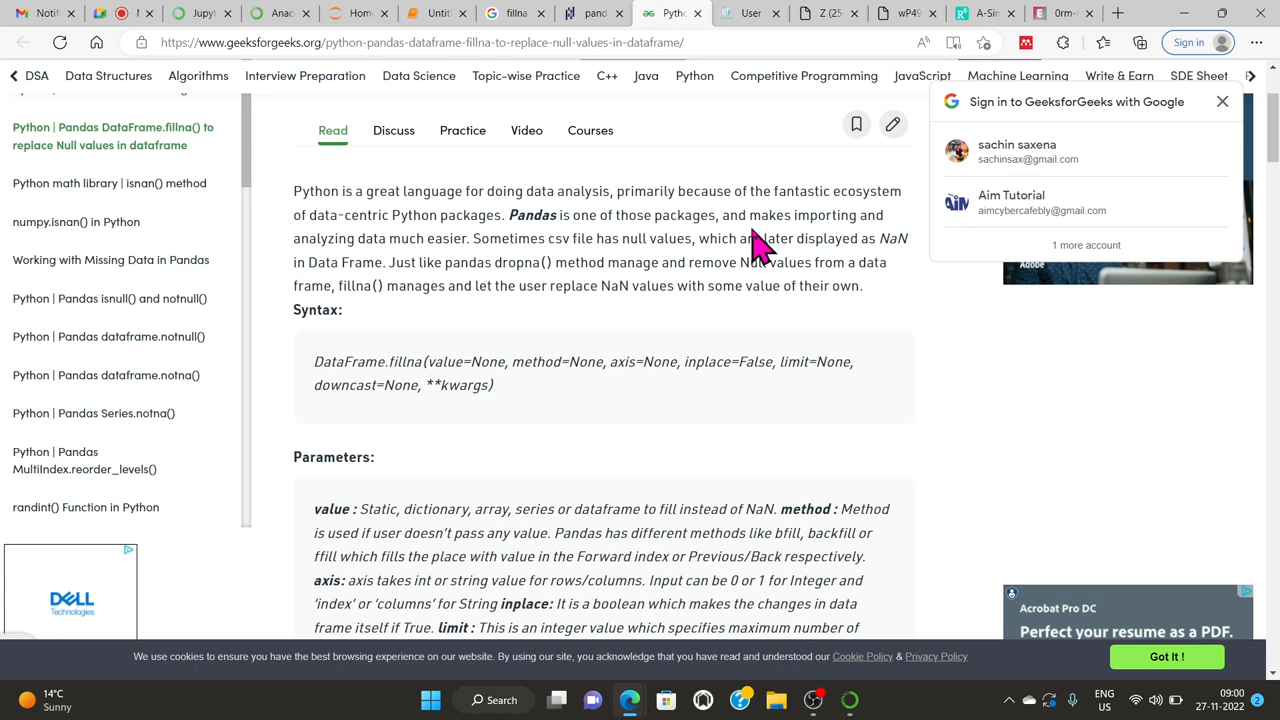 Notif
Jupyt
N
Anac
Hom
Untit
fillna
pand
Pytho
User
Z (25
wP49
A-Sin
0rm-
https://www.geeksforgeeks.org/python-pandas-dataframe-fillna-to-replace-null-values-in-dataframe/
Sign in
DSA Data Structures Algorithms Interview Preparation Data Science Topic-wise Practice C++ Java Python Competitive Programming JavaScript Machine Learning Write & Earn SDE Sheet
Python | Pandas DataFrame.fillna() to
replace Null values in dataframe
Python math library | isnan() method
numpy.isnan() in Python
Working with Missing Data in Pandas
Python | Pandas isnull() and notnull()
Python | Pandas dataframe.notnull()
Python | Pandas dataframe.notna()
Python | Pandas Series.notna()
Python | Pandas
MultiIndex.reorder_levels()
randint() Function in Python
DELL
Technologies
Read Discuss Practice Video Courses
Python is a great language for doing data analysis, primarily because of the fantastic ecosystem
of data-centric Python packages. Pandas is one of those packages, and makes importing and
analyzing data much easier. Sometimes csv file has null values, which are later displayed as NaN
in Data Frame. Just like pandas dropna() method manage and remove Null values from a data
frame, fillna() manages and let the user replace NaN values with some value of their own.
Syntax:
DataFrame.fillna(value=None, method=None, axis=None, inplace=False, limit=None,
downcast=None, **kwargs)
Parameters:
value : Static, dictionary, array, series or dataframe to fill instead of NaN. method : Method
is used if user doesn't pass any value. Pandas has different methods like bfill, backfill or
ffill which fills the place with value in the Forward index or Previous/Back respectively.
axis: axis takes int or string value for rows/columns. Input can be 0 or 1 for Integer and
'index' or 'columns' for String inplace: It is a boolean which makes the changes in data
frame itself if True. limit : This is an integer value which specifies maximum number of
Sign in to GeeksforGeeks with Google
sachin saxena
sachinsax@gmail.com
Aim Tutorial
aimcybercafebly@gmail.com
1 more account
Adobe
Acrobat Pro DC
Perfect your resume as a PDF.
We use cookies to ensure you have the best browsing experience on our website. By using our site, you acknowledge that you have read and understood our Cookie Policy & Privacy Policy
Got It !
14°C
Sunny
Search
ENG
US
09:00
27-11-2022
2